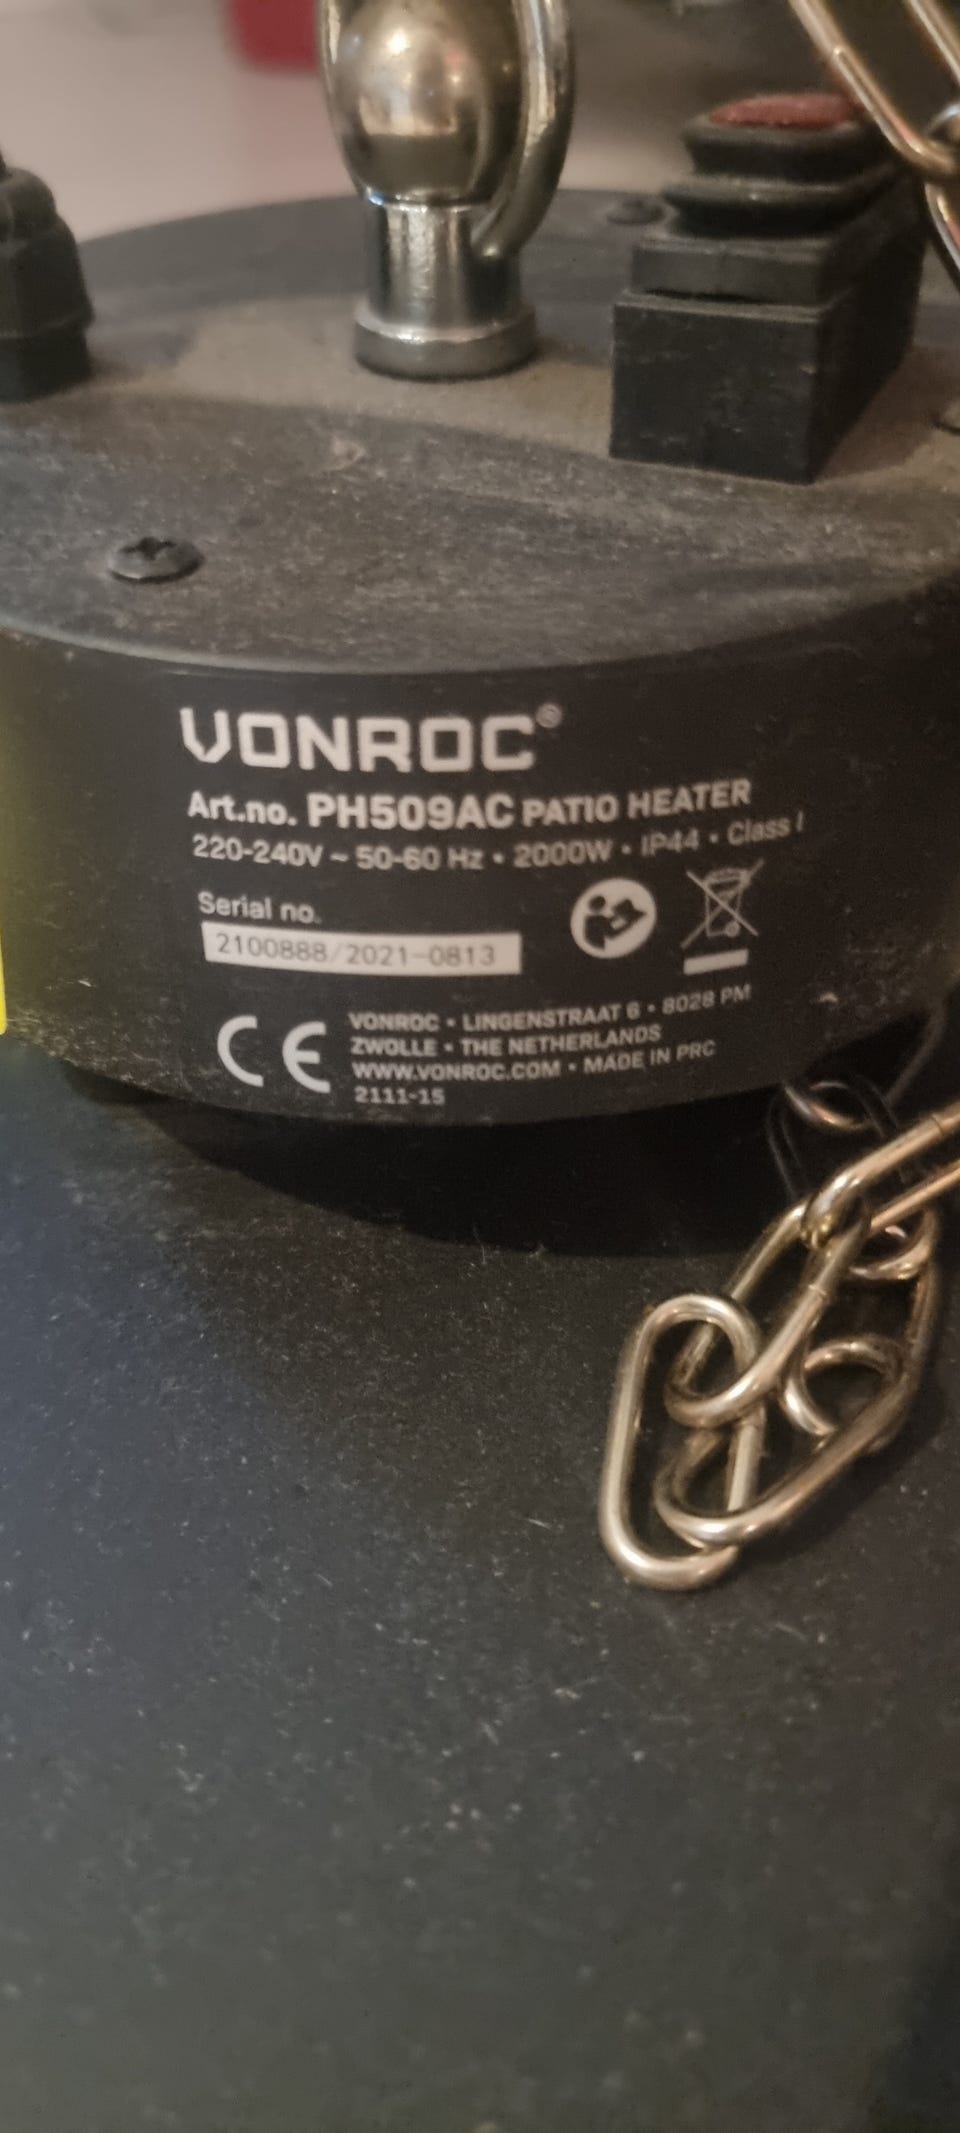 VONROC®
Art.no. PH509AC PATIO HEATER
220-240V ~ 50-60 Hz • 2000W • IP44 • Class I
Serial no.
2100888/2021-0813
CE
VONROC • LINGENSTRAAT 6 • 8028 PM
ZWOLLE • THE NETHERLANDS
WWW.VONROC.COM • MADE IN PRC
2111-15